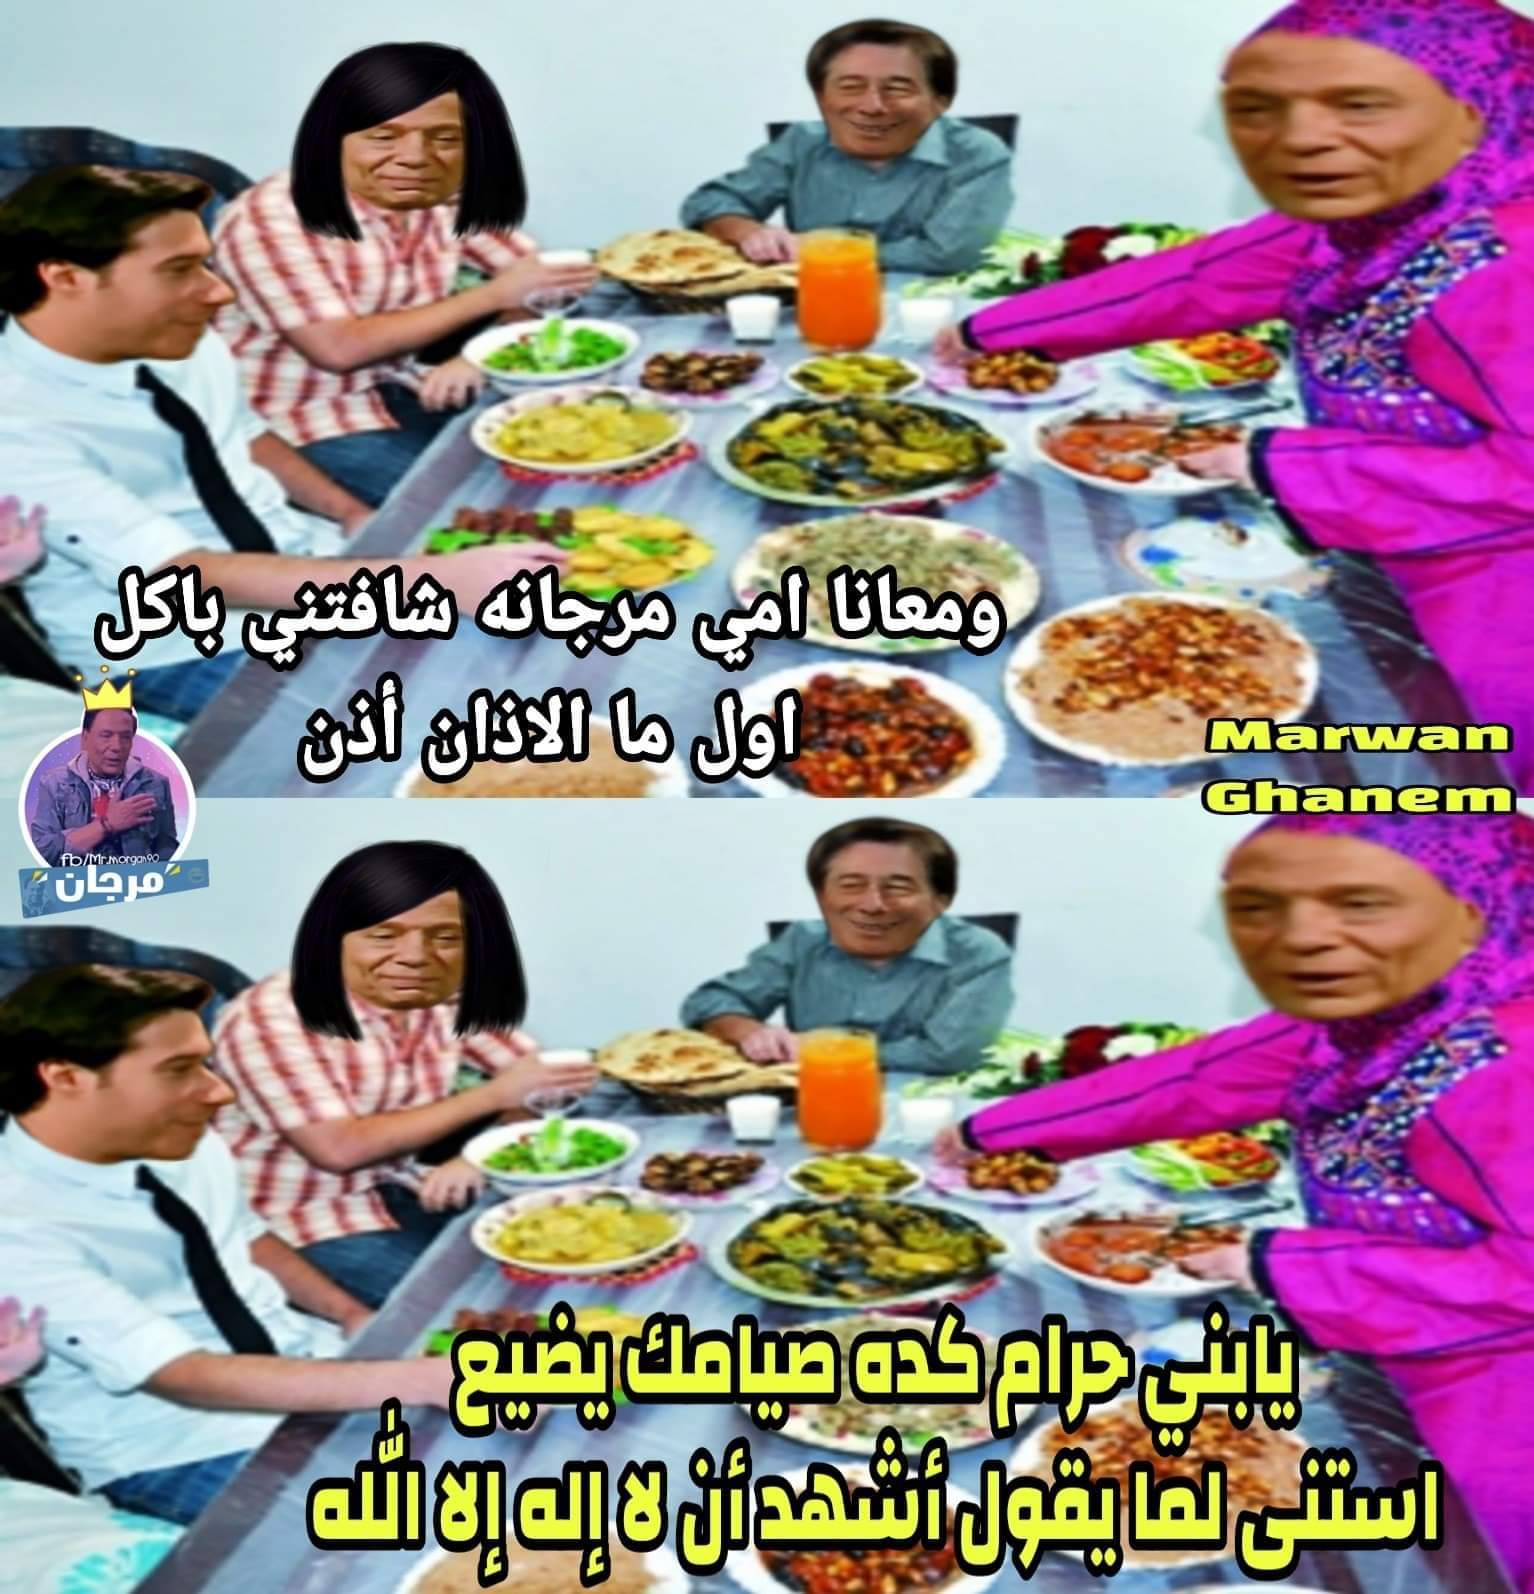 ومعانا امي مرجانه شافتني باكل
اول ما الاذان أذن
Marwan
Ghanem
fb/Mr.morgan90
مرجان
يابني حرام كده صيامك يضيع
استنى لما يقول أشهد أن لا إله إلا الله